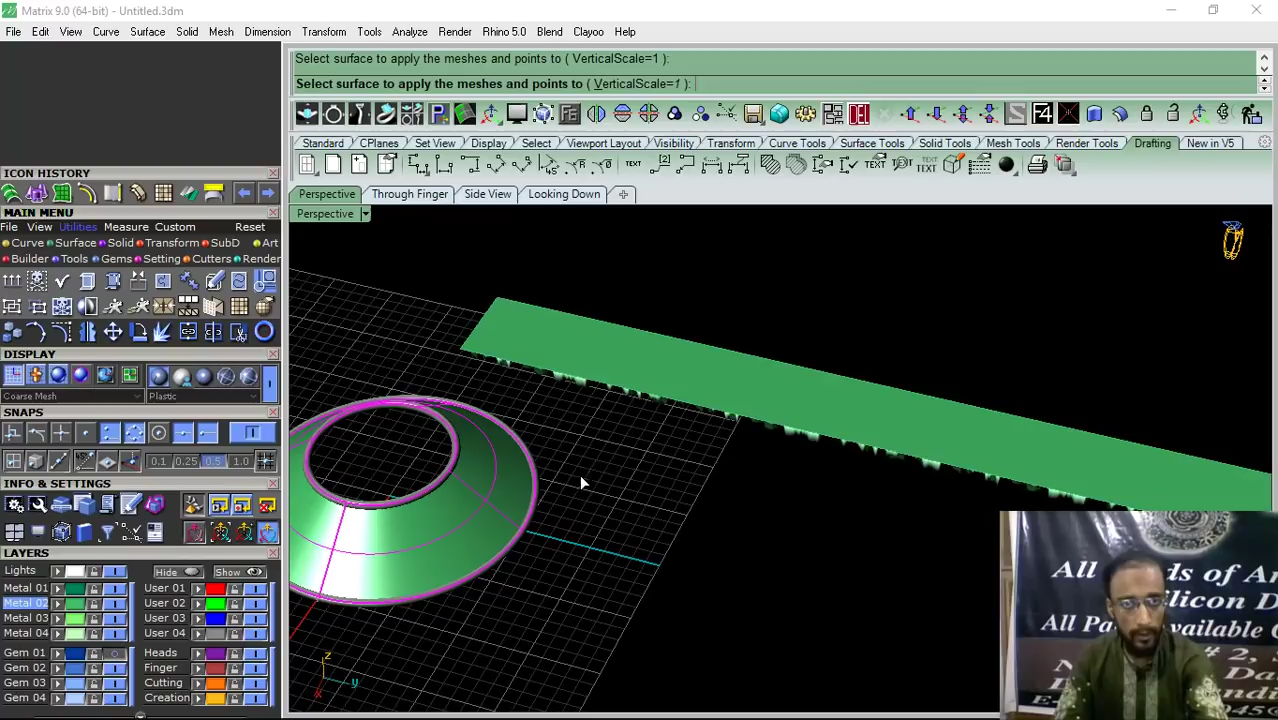 Matrix 9.0 (64-bit) - Untitled.3dm
File Edit View Curve Surface Solid Mesh Dimension Transform Tools Analyze Render Rhino 5.0 Blend Clayoo Help
Select surface to apply the meshes and points to ( VerticalScale=1 ):
Select surface to apply the meshes and points to ( VerticalScale=1 ):
P Fe DEL S F4
Standard CPlanes Set View Display Select Viewport Layout Visibility Transform Curve Tools Surface Tools Solid Tools Mesh Tools Render Tools Drafting New in V5
Perspective Through Finger Side View Looking Down
Perspective
ICON HISTORY
MAIN MENU
File View Utilities Measure Custom Reset
Curve Surface Solid Transform SubD Art
Builder Tools Gems Setting Cutters Render
DISPLAY
Coarse Mesh Plastic
SNAPS
0.1 0.25 0.5 1.0
INFO & SETTINGS
LAYERS
Lights Hide Show
Metal 01 User 01
Metal 02 User 02
Metal 03 User 03
Metal 04 User 04
Gem 01 Heads
Gem 02 Finger
Gem 03 Cutting
Gem 04 Creation
z
y
x
All
ds of Ar
ilicon D
All Pa
Available C
# 2,